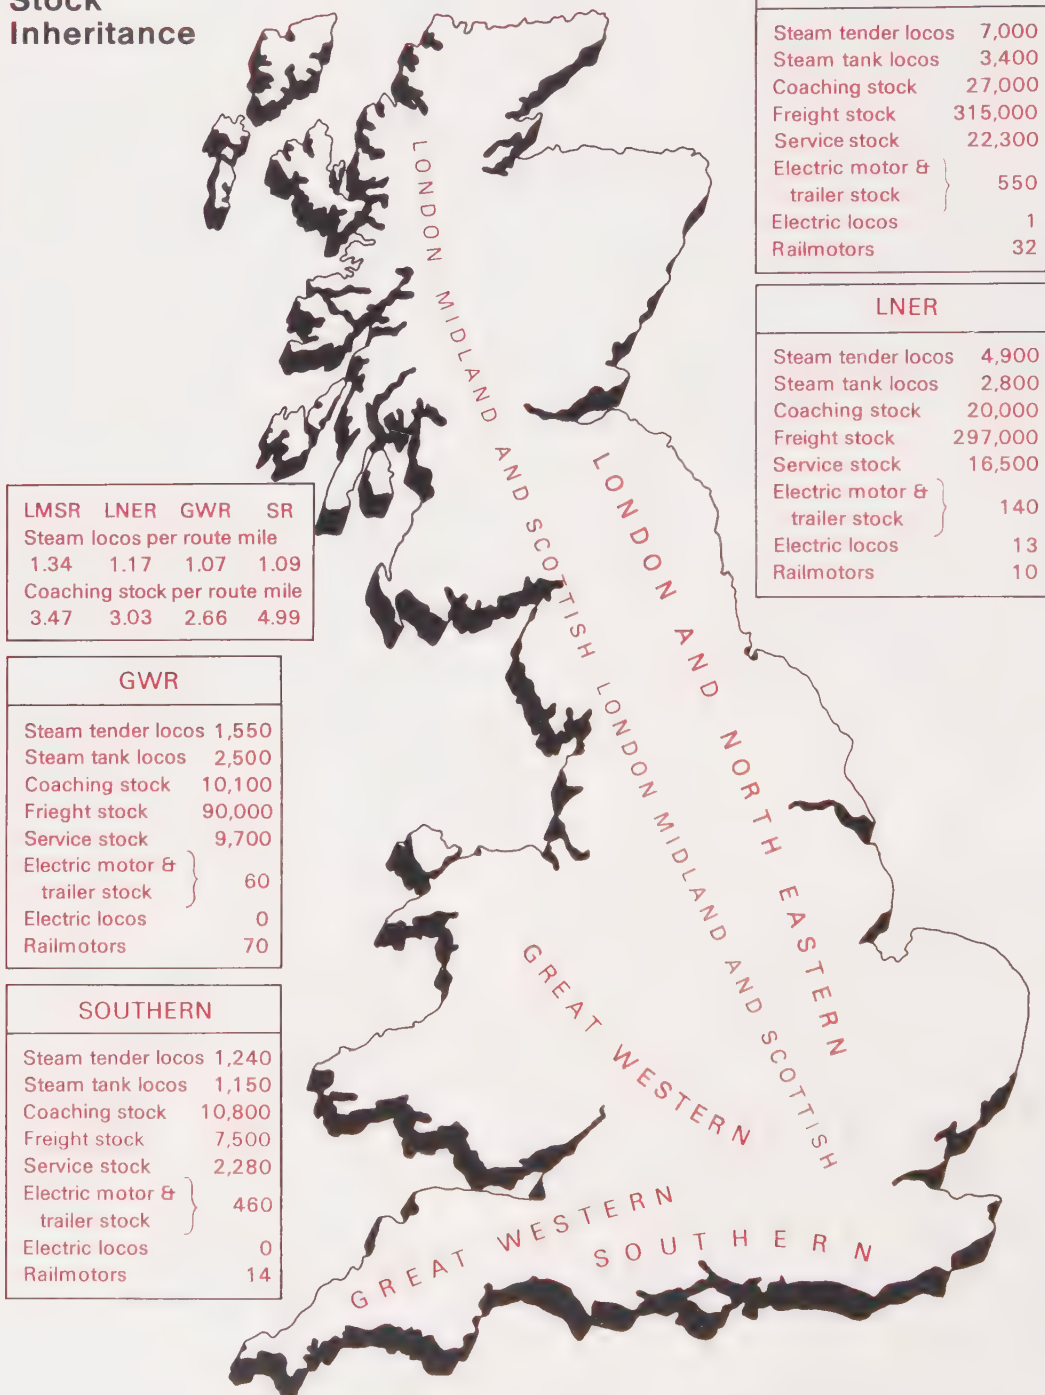 Stock
Inheritance
Steam tender locos 7,000
Steam tank locos 3,400
Coaching stock 27,000
Freight stock 315,000
Service stock 22,300
Electric motor &
trailer stock 550
Electric locos 1
Railmotors 32
LNER
Steam tender locos 4,900
Steam tank locos 2,800
Coaching stock 20,000
Freight stock 297,000
Service stock 16,500
Electric motor &
trailer stock 140
Electric locos 13
Railmotors 10
LMSR LNER GWR SR
Steam locos per route mile
1.34 1.17 1.07 1.09
Coaching stock per route mile
3.47 3.03 2.66 4.99
GWR
Steam tender locos 1,550
Steam tank locos 2,500
Coaching stock 10,100
Frieght stock 90,000
Service stock 9,700
Electric motor &
trailer stock 60
Electric locos 0
Railmotors 70
SOUTHERN
Steam tender locos 1,240
Steam tank locos 1,150
Coaching stock 10,800
Freight stock 7,500
Service stock 2,280
Electric motor &
trailer stock 460
Electric locos 0
Railmotors 14
LONDON MIDLAND AND SCOTTISH LONDON MIDLAND AND SCOTTISH
LONDON AND NORTH EASTERN
GREAT WESTERN
GREAT WESTERN
SOUTHERN